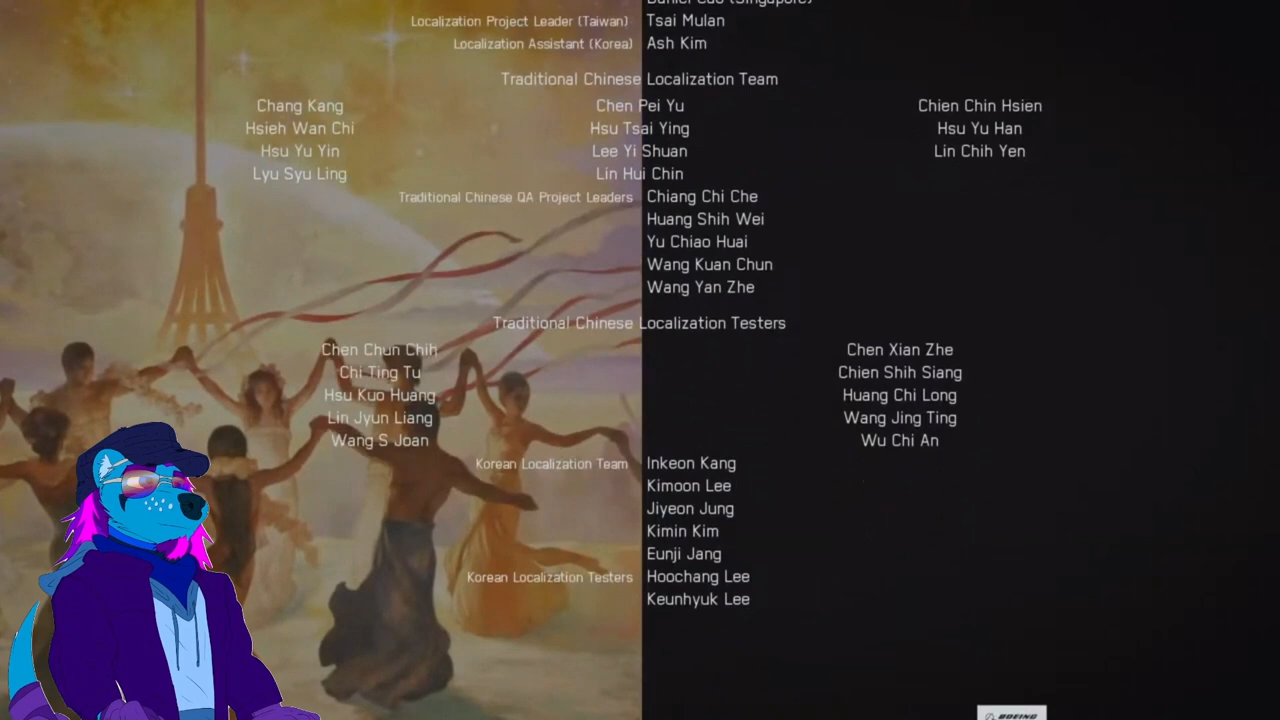 Localization Project Leader (Taiwan) Tsai Mulan
Localization Assistant (Korea) Ash Kim
Traditional Chinese Localization Team
Chang Kang Chen Pei Yu Chien Chin Hsien
Hsieh Wan Chi Hsu Tsai Ying Hsu Yu Han
Hsu Yu Yin Lee Yi Shuan Lin Chih Yen
Lyu Syu Ling Lin Hui Chin
Traditional Chinese QA Project Leaders Chiang Chi Che
Huang Shih Wei
Yu Chiao Huai
Wang Kuan Chun
Wang Yan Zhe
Traditional Chinese Localization Testers
Chen Chun Chih Chen Xian Zhe
Chi Ting Tu Chien Shih Siang
Hsu Kuo Huang Huang Chi Long
Lin Jyun Liang Wang Jing Ting
Wang S Joan Wu Chi An
Korean Localization Team Inkeon Kang
Kimoon Lee
Jiyeon Jung
Kimin Kim
Eunji Jang
Korean Localization Testers Hoochang Lee
Keunhyuk Lee
BOEING